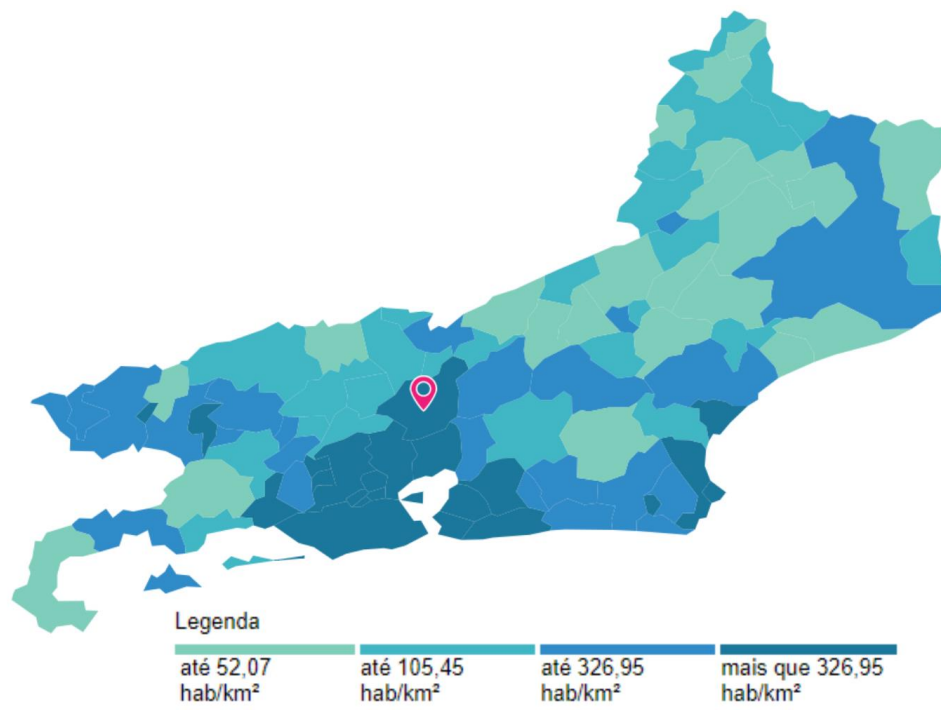 Legenda
até 52,07 até 105,45 até 326,95 mais que 326,95
hab/km² hab/km² hab/km² hab/km²